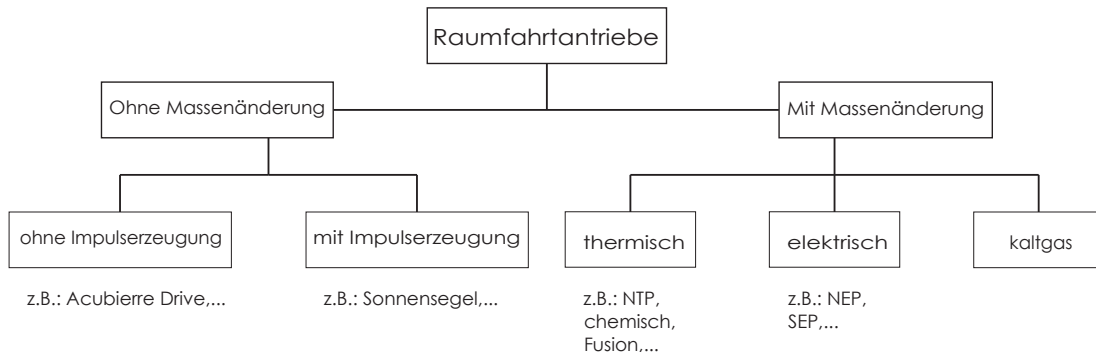 Raumfahrtantriebe
Ohne Massenänderung
Mit Massenänderung
ohne Impulserzeugung
mit Impulserzeugung
thermisch
elektrisch
kaltgas
z.B.: Acubierre Drive,...
z.B.: Sonnensegel,...
z.B.: NTP,
chemisch,
Fusion,...
z.B.: NEP,
SEP,...